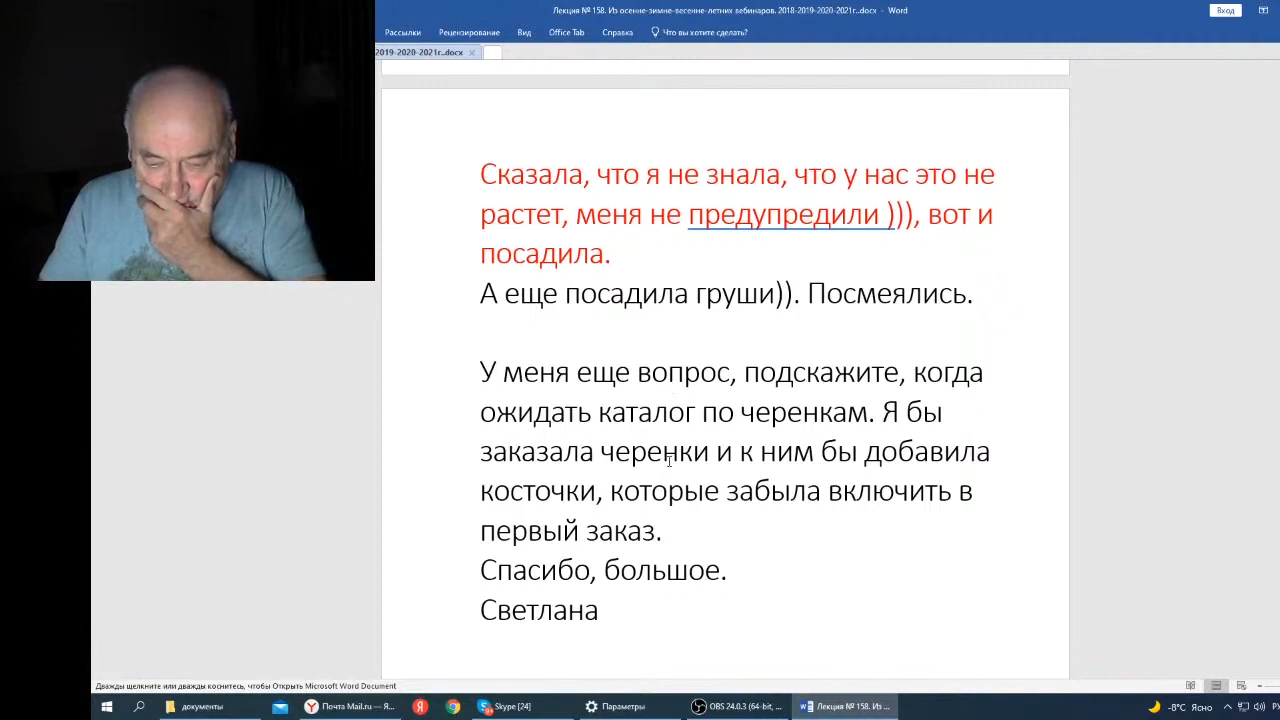 Лекция № 158. Из осенне-зимне-весенне-летних вебинаров. 2018-2019-2020-2021г..docx - Word
Вход
Рассылки Рецензирование Вид Office Tab Справка Что вы хотите сделать?
2019-2020-2021г..docx
Сказала, что я не знала, что у нас это не
растет, меня не предупредили ))), вот и
посадила.
А еще посадила груши)). Посмеялись.
У меня еще вопрос, подскажите, когда
ожидать каталог по черенкам. Я бы
заказала черенки и к ним бы добавила
косточки, которые забыла включить в
первый заказ.
Спасибо, большое.
Светлана
Дважды щелкните или дважды коснитесь, чтобы Открыть Microsoft Word Document
документы Почта Mail.ru — Я... Skype [24] Параметры OBS 24.0.3 (64-bit, ... Лекция № 158. Из ... -8°C Ясно